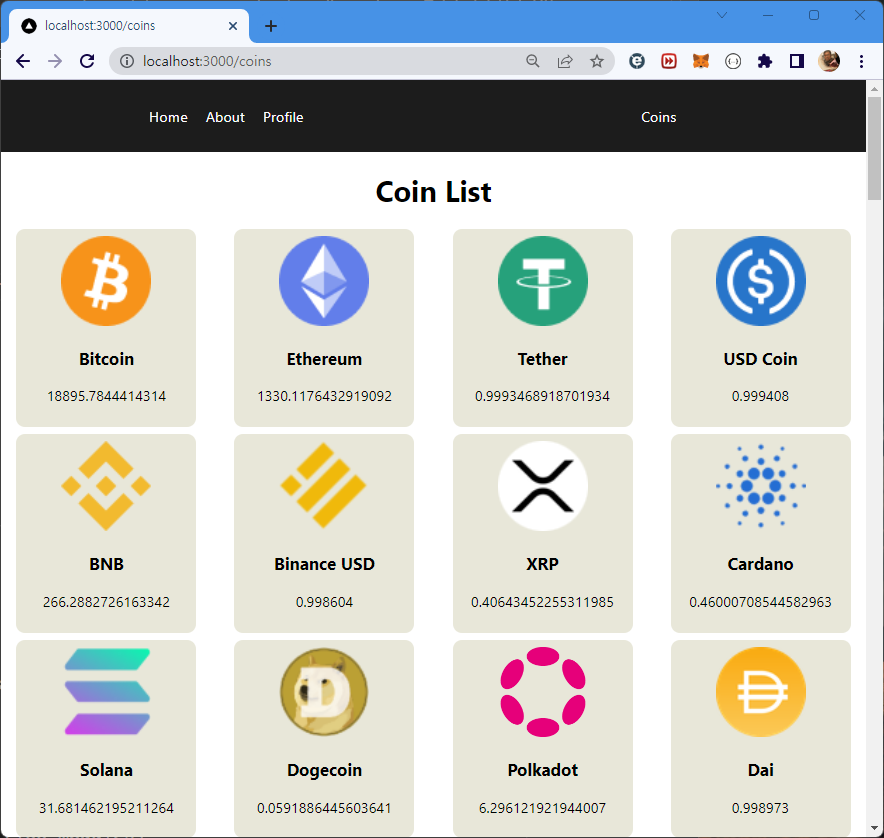 localhost:3000/coins
localhost:3000/coins
Home About Profile Coins
Coin List
Bitcoin Ethereum Tether USD Coin
18895.7844414314 1330.1176432919092 0.9993468918701934 0.999408
BNB Binance USD XRP Cardano
266.2882726163342 0.998604 0.40643452255311985 0.46000708544582963
Solana Dogecoin Polkadot Dai
31.681462195211264 0.0591886445603641 6.296121921944007 0.998973